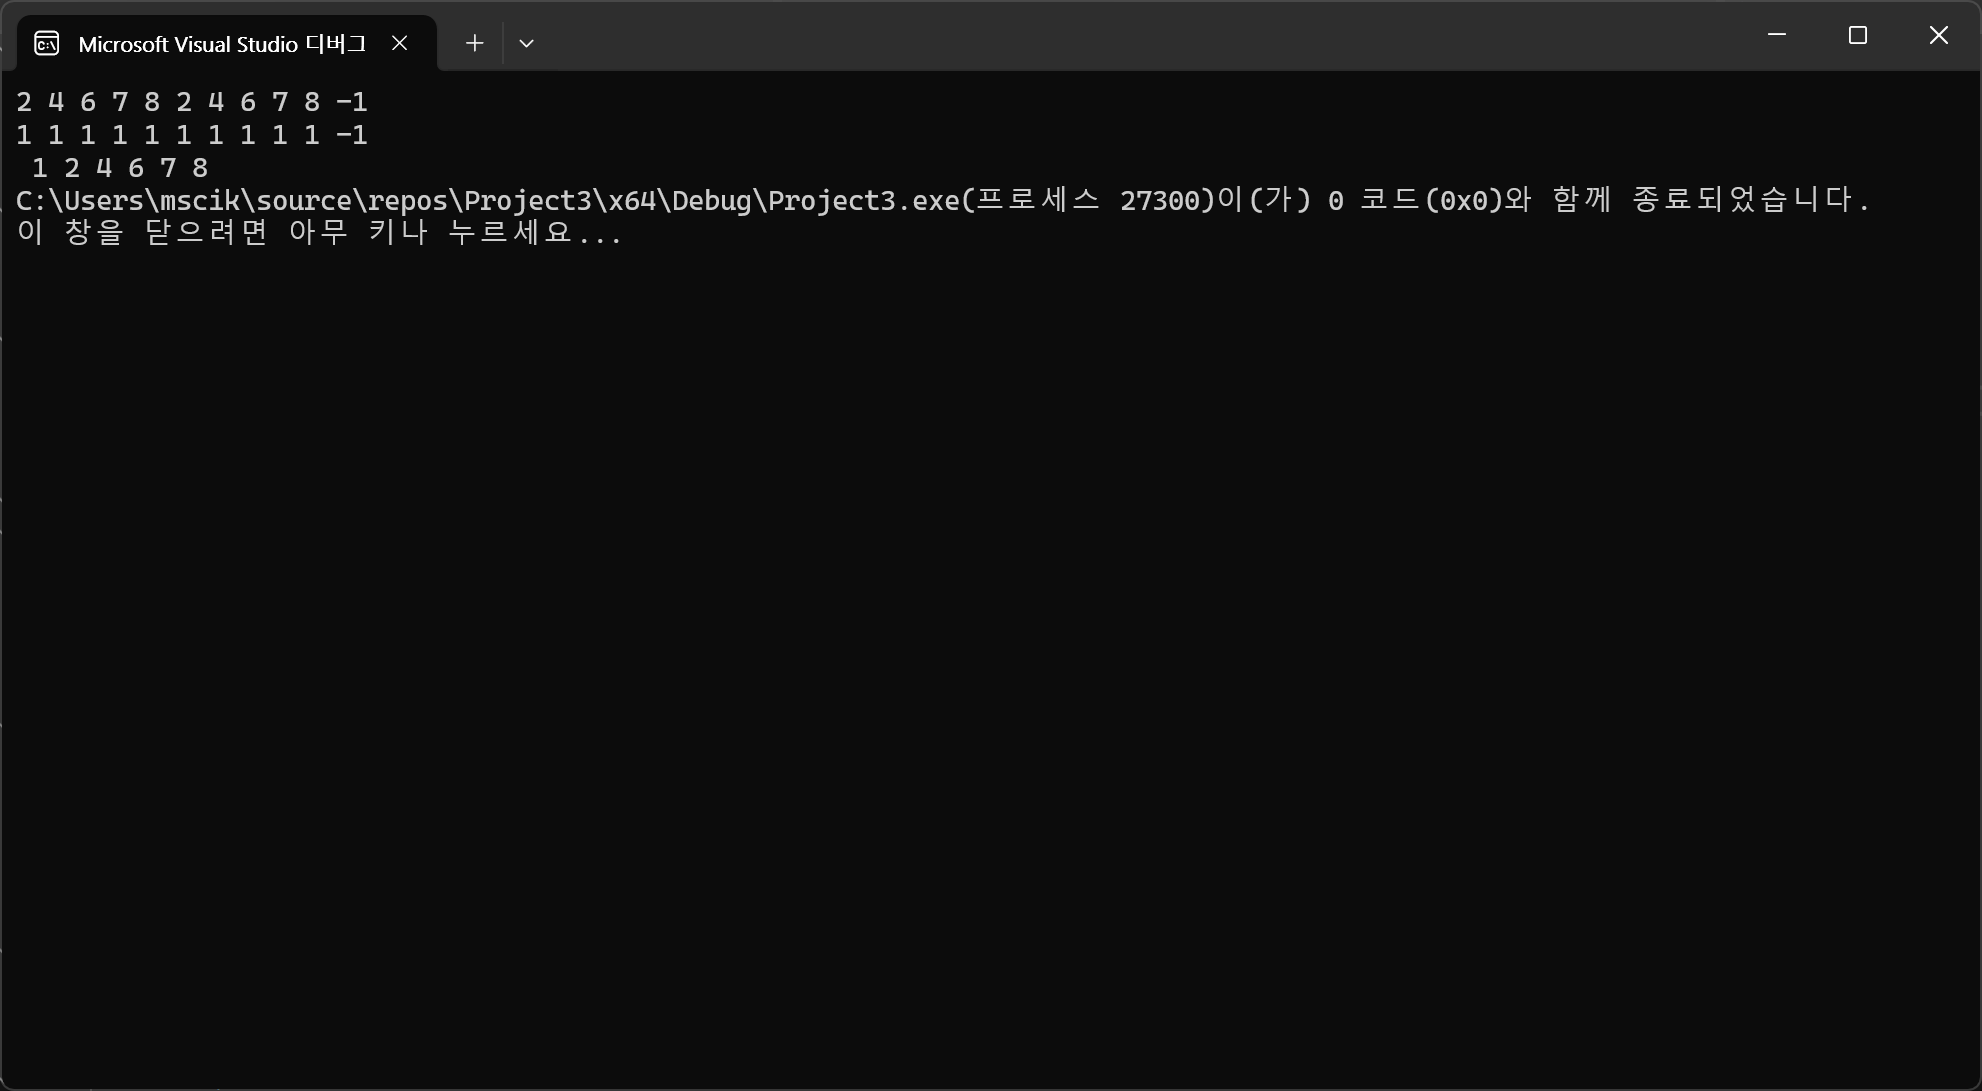 Microsoft Visual Studio 디버그
2 4 6 7 8 2 4 6 7 8 -1
1 1 1 1 1 1 1 1 1 1 -1
 1 2 4 6 7 8
C:\Users\mscik\source\repos\Project3\x64\Debug\Project3.exe(프로세스 27300)이(가) 0 코드(0x0)와 함께 종료되었습니다.
이 창을 닫으려면 아무 키나 누르세요...